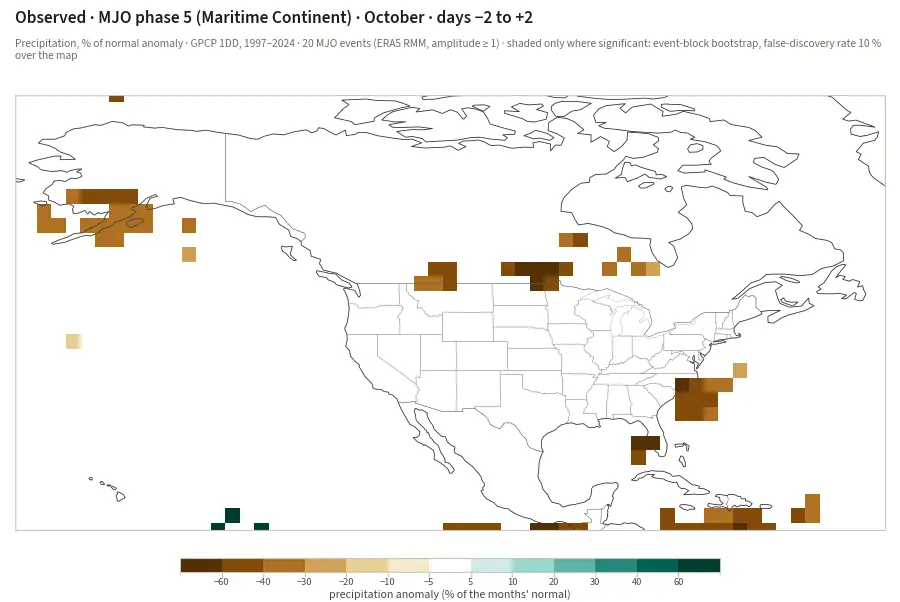 Observed · MJO phase 5 (Maritime Continent) · October · days −2 to +2
Precipitation, % of normal anomaly · GPCP 1DD, 1997–2024 · 20 MJO events (ERA5 RMM, amplitude ≥ 1) · shaded only where significant: event-block bootstrap, false-discovery rate 10 %
over the map
−60 −40 −30 −20 −10 −5 5 10 20 30 40 60
precipitation anomaly (% of the months' normal)